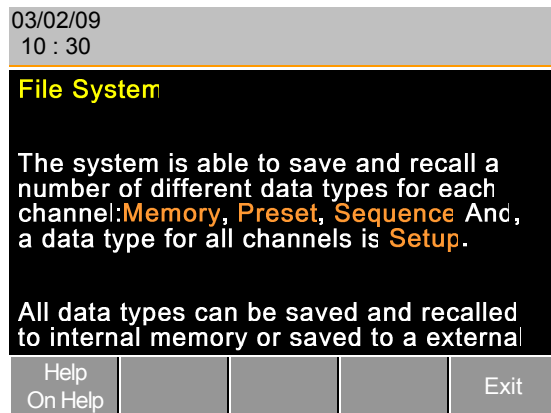 03/02/09
10 : 30
File System
The system is able to save and recall a
number of different data types for each
channel:Memory, Preset, Sequence And,
a data type for all channels is Setup.
All data types can be saved and recalled
to internal memory or saved to a external
Help
On Help
Exit